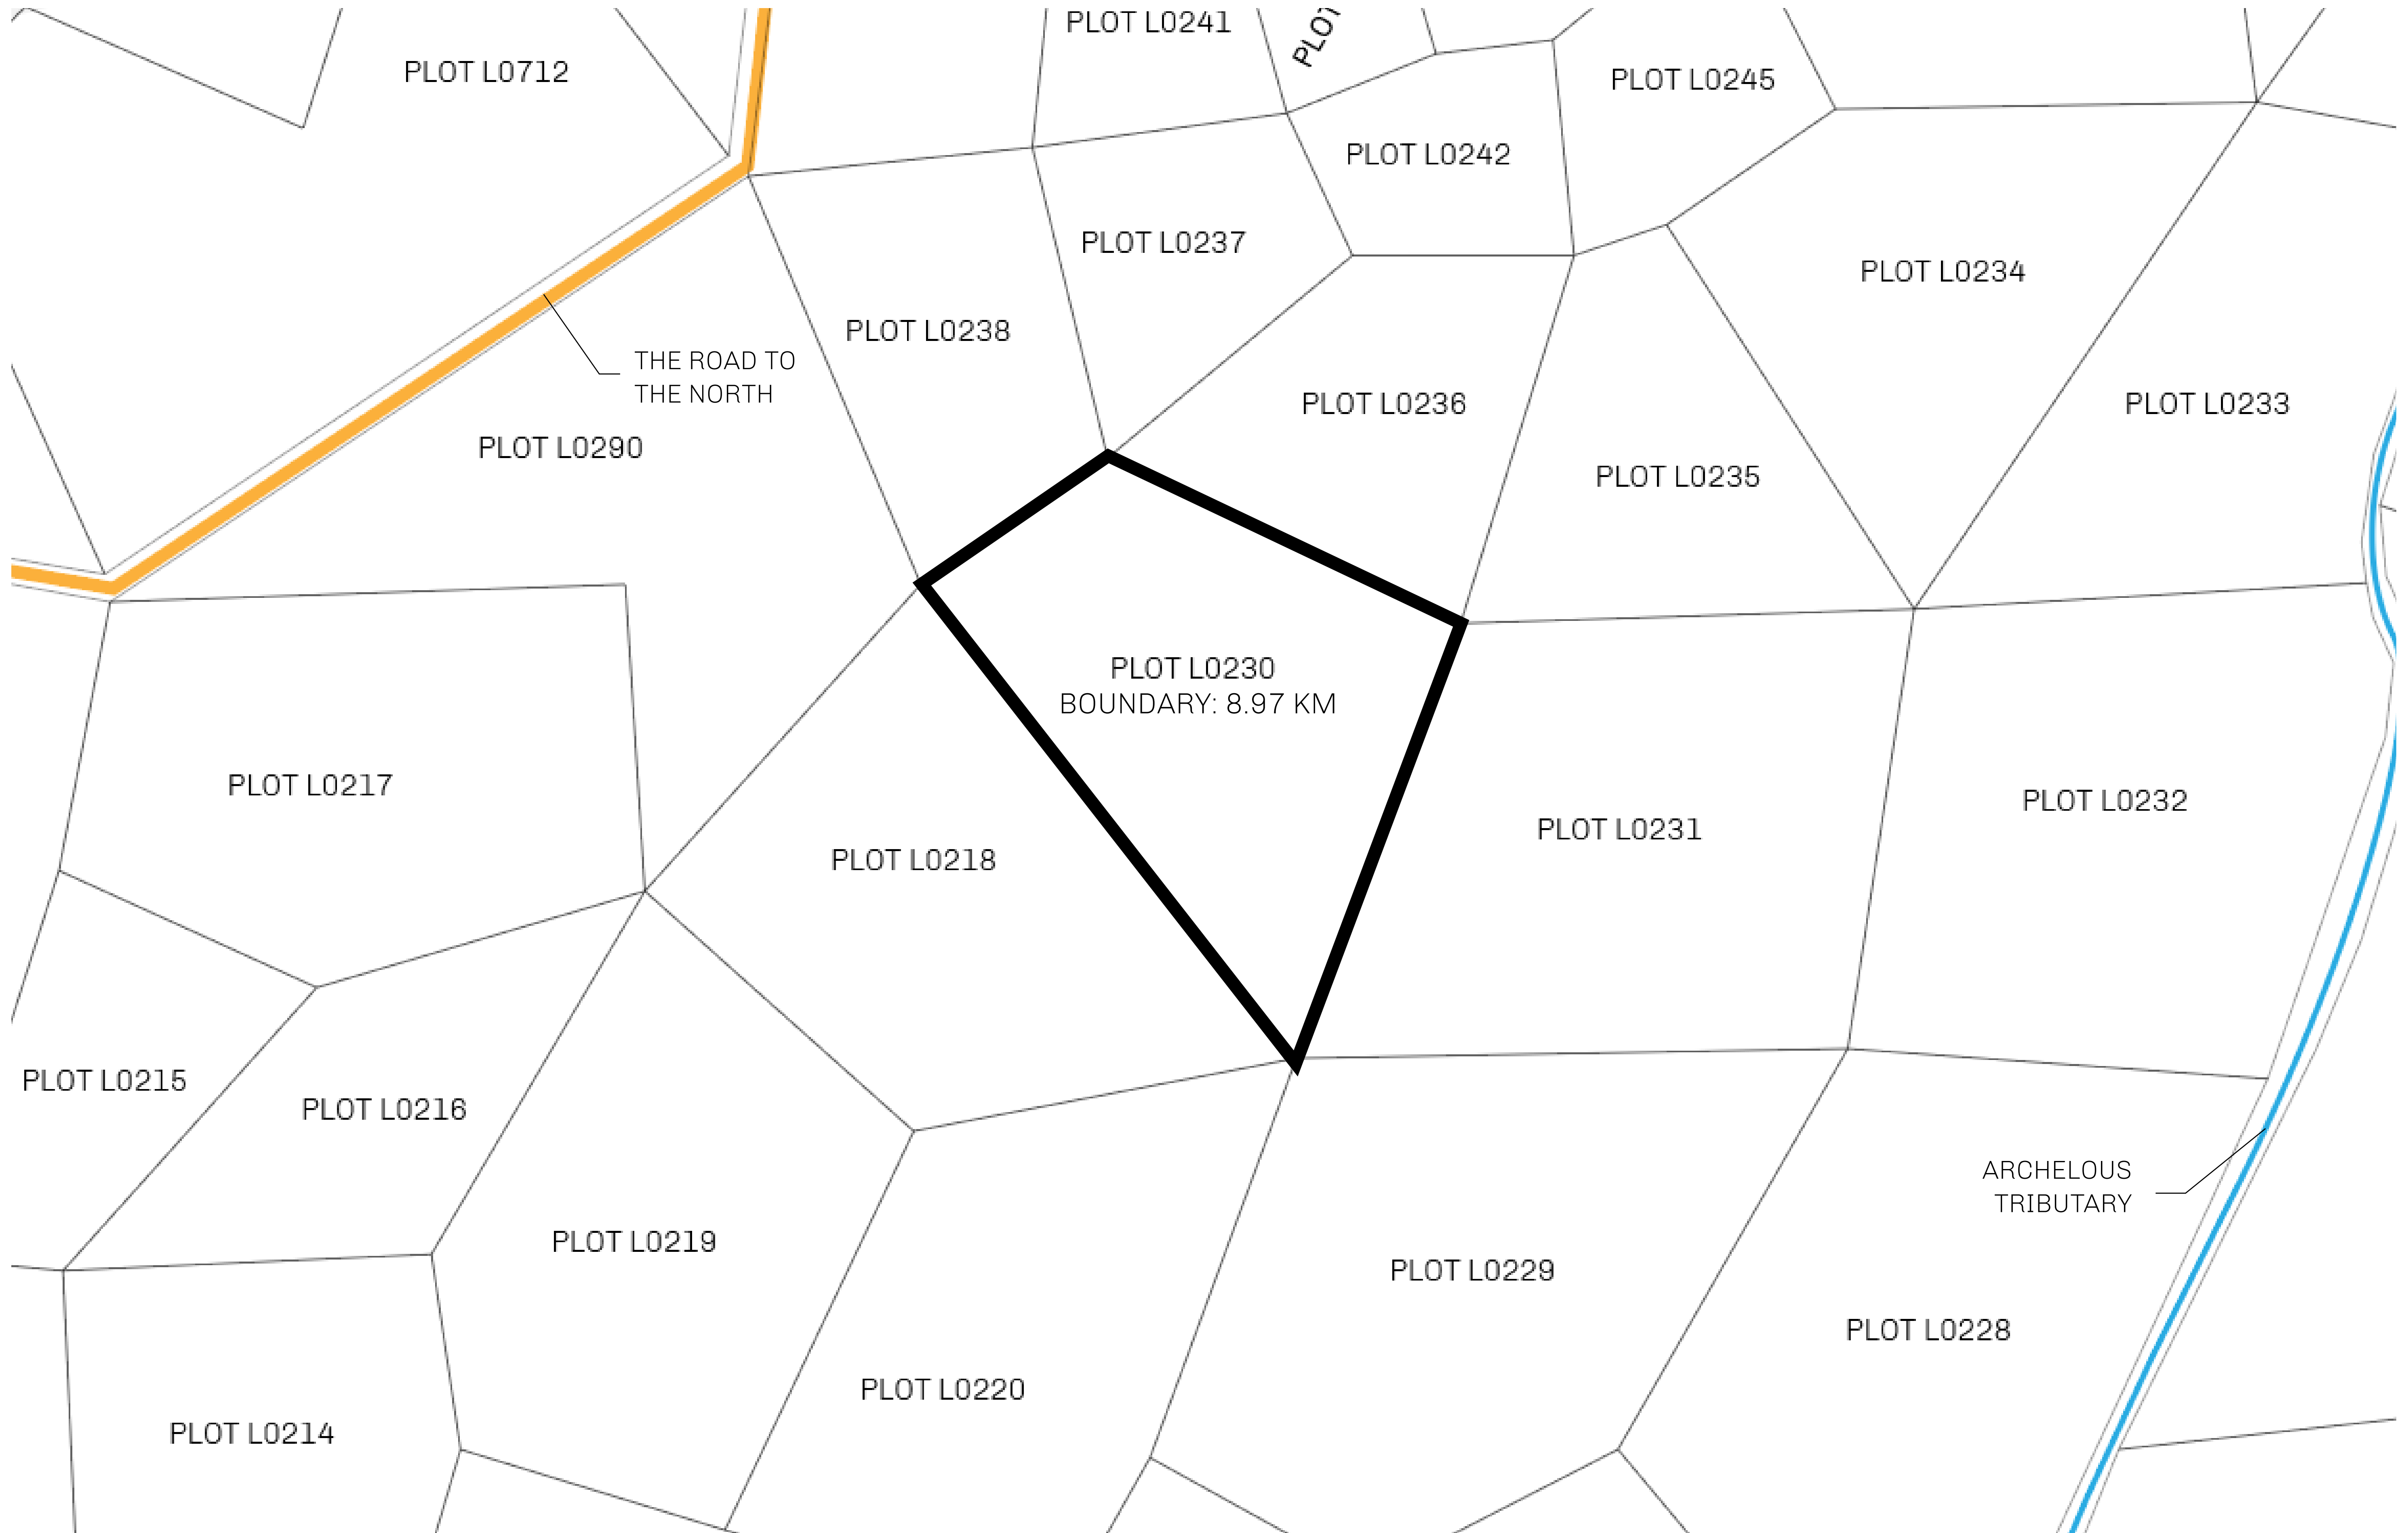 PLOT L0241
PLOT
PLOT L0712
PLOT L0245
PLOT L0242
PLOT L0237
PLOT L0234
PLOT L0238
THE ROAD TO
THE NORTH
PLOT L0236
PLOT L0233
PLOT L0290
PLOT L0235
PLOT L0230
BOUNDARY: 8.97 KM
PLOT L0217
PLOT L0232
PLOT L0231
PLOT L0218
PLOT L0215
PLOT L0216
ARCHELOUS
TRIBUTARY
PLOT L0219
PLOT L0229
PLOT L0228
PLOT L0220
PLOT L0214